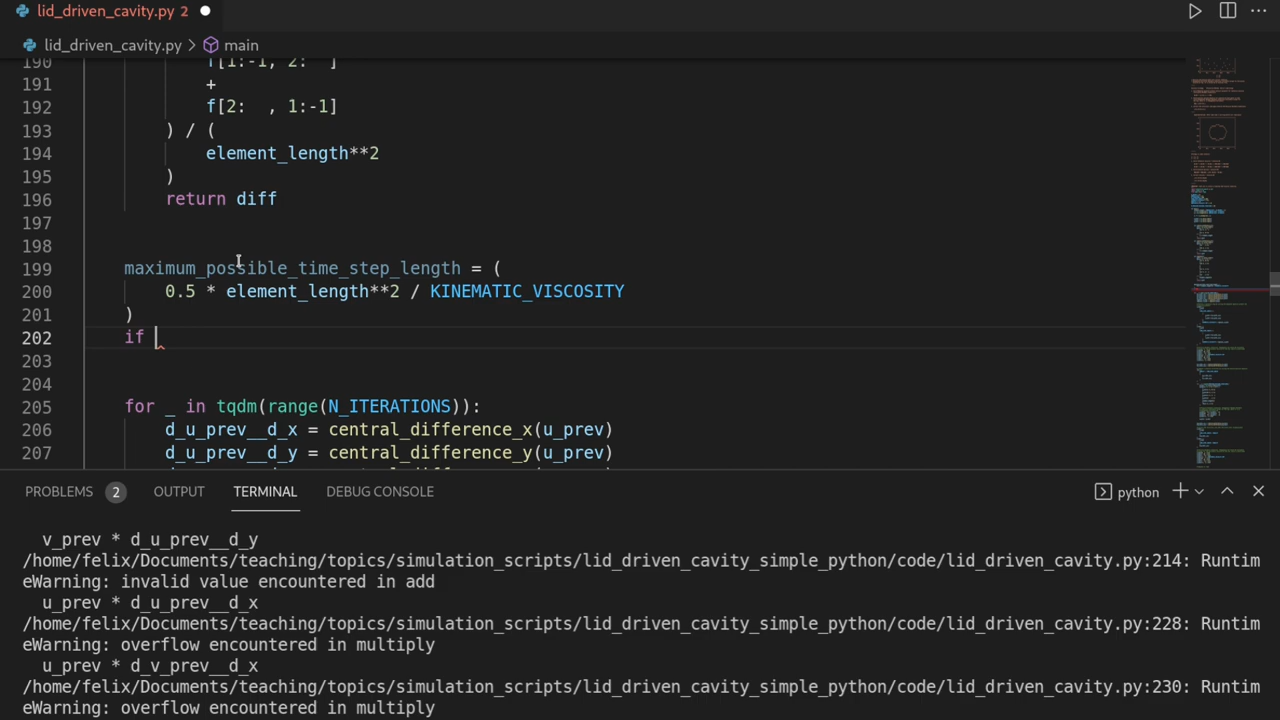 lid_driven_cavity.py 2
lid_driven_cavity.py > main
190 f[1:-1, 2:  ]
191 +
192 f[2:  , 1:-1]
193 ) / (
194 element_length**2
195 )
196 return diff
197
198
199 maximum_possible_time_step_length = (
200 0.5 * element_length**2 / KINEMATIC_VISCOSITY
201 )
202 if
203
204
205 for _ in tqdm(range(N_ITERATIONS)):
206 d_u_prev__d_x = central_difference_x(u_prev)
207 d_u_prev__d_y = central_difference_y(u_prev)
PROBLEMS 2 OUTPUT TERMINAL DEBUG CONSOLE python
v_prev * d_u_prev__d_y
/home/felix/Documents/teaching/topics/simulation_scripts/lid_driven_cavity_simple_python/code/lid_driven_cavity.py:214: Runtim
eWarning: invalid value encountered in add
u_prev * d_u_prev__d_x
/home/felix/Documents/teaching/topics/simulation_scripts/lid_driven_cavity_simple_python/code/lid_driven_cavity.py:228: Runtim
eWarning: overflow encountered in multiply
u_prev * d_v_prev__d_x
/home/felix/Documents/teaching/topics/simulation_scripts/lid_driven_cavity_simple_python/code/lid_driven_cavity.py:230: Runtim
eWarning: overflow encountered in multiply